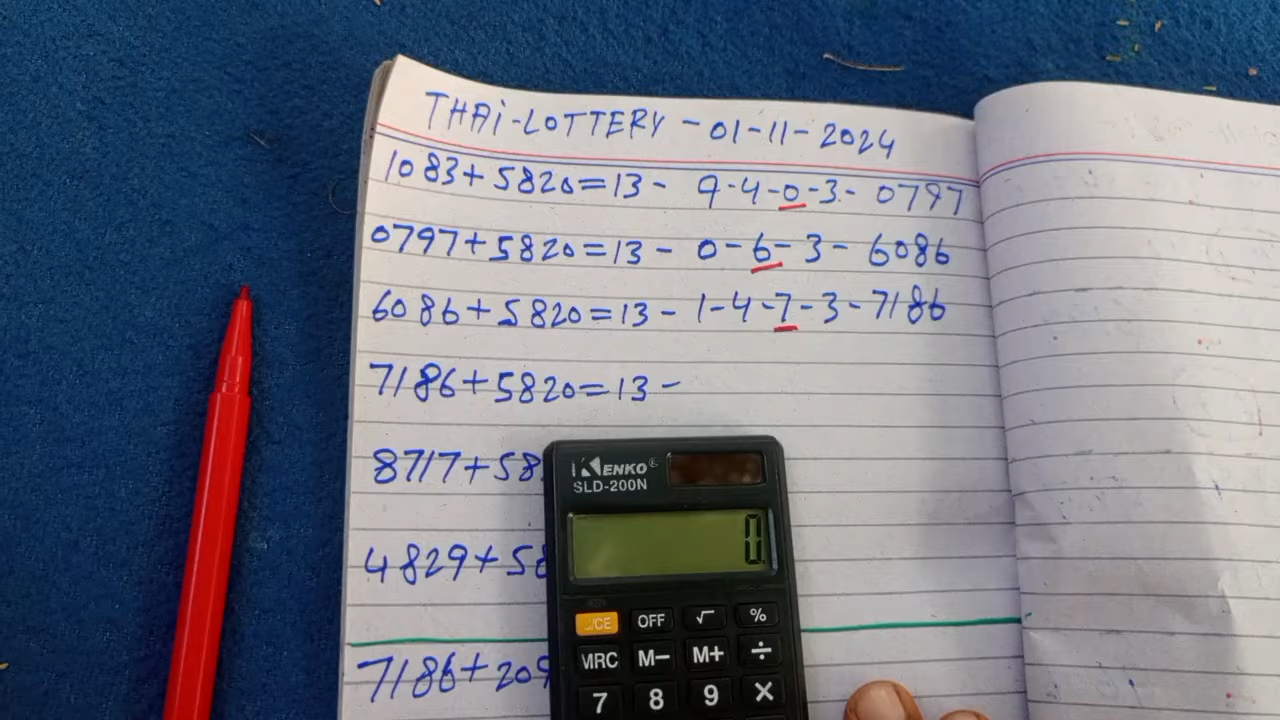 THAi-LOTTERY - 01-11-2024
1083+5820=13- 9-4-0-3- 0797
0797+5820=13- 0-6-3- 6086
6086+5820=13- 1-4-7-3-7186
7186+5820=13-
8717+58
4829+58
7186+209
KENKO
SLD-200N
0
/CE OFF √ %
MRC M- M+ ÷
7 8 9 ×